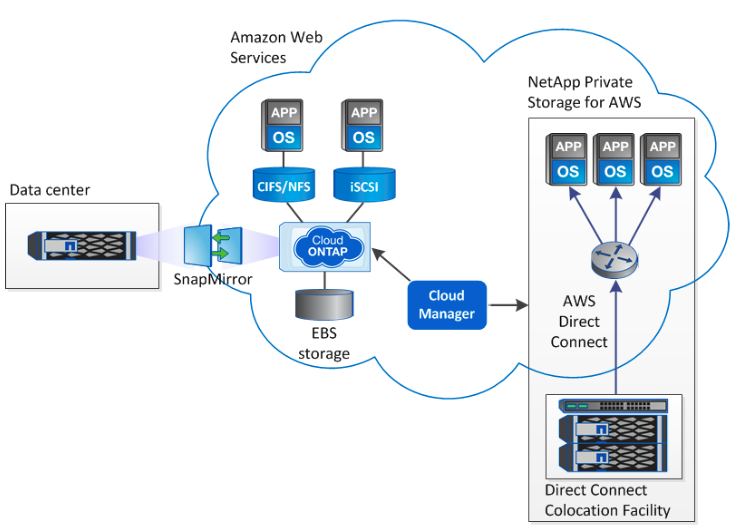 Amazon Web
Services
NetApp Private
Storage for AWS
APP
OS
APP
OS
APP
OS
APP
OS
APP
OS
CIFS/NFS
iSCSI
Data center
SnapMirror
Cloud
ONTAP
Cloud
Manager
EBS
storage
AWS
Direct
Connect
Direct Connect
Colocation Facility